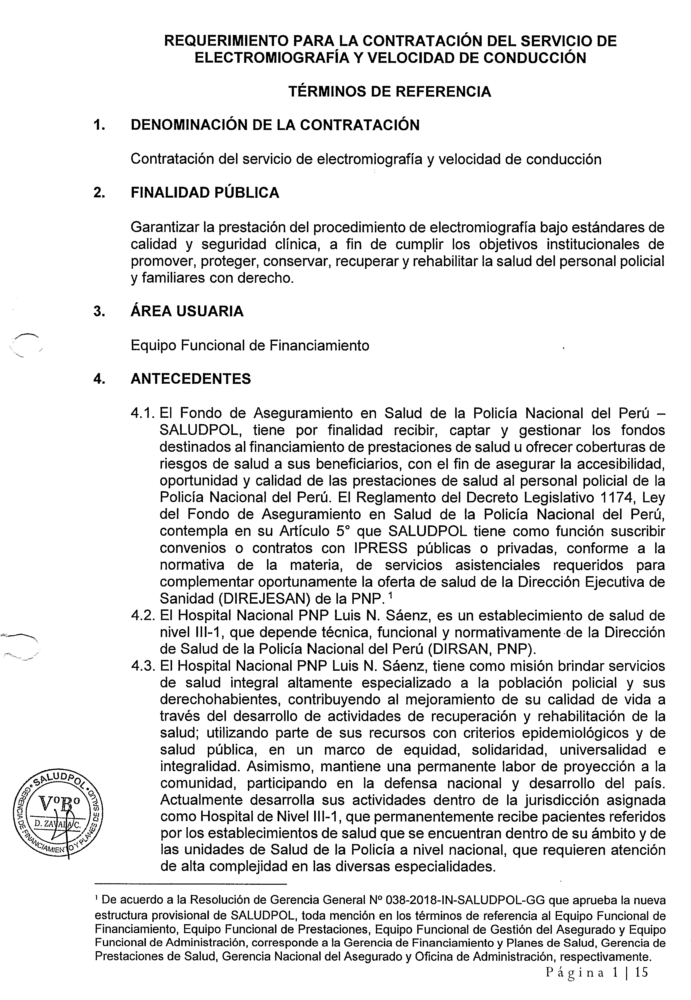 REQUERIMIENTO PARA LA CONTRATACIÓN DEL SERVICIO DE
ELECTROMIOGRAFÍA Y VELOCIDAD DE CONDUCCIÓN
TÉRMINOS DE REFERENCIA
1. DENOMINACIÓN DE LA CONTRATACIÓN
Contratación del servicio de electromiografía y velocidad de conducción
2. FINALIDAD PÚBLICA
Garantizar la prestación del procedimiento de electromiografía bajo estándares de
calidad y seguridad clínica, a fin de cumplir los objetivos institucionales de
promover, proteger, conservar, recuperar y rehabilitar la salud del personal policial
y familiares con derecho.
3. ÁREA USUARIA
Equipo Funcional de Financiamiento
4. ANTECEDENTES
4.1. El Fondo de Aseguramiento en Salud de la Policía Nacional del Perú –
SALUDPOL, tiene por finalidad recibir, captar y gestionar los fondos
destinados al financiamiento de prestaciones de salud u ofrecer coberturas de
riesgos de salud a sus beneficiarios, con el fin de asegurar la accesibilidad,
oportunidad y calidad de las prestaciones de salud al personal policial de la
Policía Nacional del Perú. El Reglamento del Decreto Legislativo 1174, Ley
del Fondo de Aseguramiento en Salud de la Policía Nacional del Perú,
contempla en su Artículo 5° que SALUDPOL tiene como función suscribir
convenios o contratos con IPRESS públicas o privadas, conforme a la
normativa de la materia, de servicios asistenciales requeridos para
complementar oportunamente la oferta de salud de la Dirección Ejecutiva de
Sanidad (DIREJESAN) de la PNP. ¹
4.2. El Hospital Nacional PNP Luis N. Sáenz, es un establecimiento de salud de
nivel III-1, que depende técnica, funcional y normativamente de la Dirección
de Salud de la Policía Nacional del Perú (DIRSAN, PNP).
4.3. El Hospital Nacional PNP Luis N. Sáenz, tiene como misión brindar servicios
de salud integral altamente especializado a la población policial y sus
derechohabientes, contribuyendo al mejoramiento de su calidad de vida a
través del desarrollo de actividades de recuperación y rehabilitación de la
salud; utilizando parte de sus recursos con criterios epidemiológicos y de
salud pública, en un marco de equidad, solidaridad, universalidad e
integralidad. Asimismo, mantiene una permanente labor de proyección a la
comunidad, participando en la defensa nacional y desarrollo del país.
Actualmente desarrolla sus actividades dentro de la jurisdicción asignada
como Hospital de Nivel III-1, que permanentemente recibe pacientes referidos
por los establecimientos de salud que se encuentran dentro de su ámbito y de
las unidades de Salud de la Policía a nivel nacional, que requieren atención
de alta complejidad en las diversas especialidades.
SALUDPOL
GERENCIA DE FINANCIAMIENTO Y PLANES DE SALUD
VºBº
D. ZAVALA C.
¹ De acuerdo a la Resolución de Gerencia General Nº 038-2018-IN-SALUDPOL-GG que aprueba la nueva
estructura provisional de SALUDPOL, toda mención en los términos de referencia al Equipo Funcional de
Financiamiento, Equipo Funcional de Prestaciones, Equipo Funcional de Gestión del Asegurado y Equipo
Funcional de Administración, corresponde a la Gerencia de Financiamiento y Planes de Salud, Gerencia de
Prestaciones de Salud, Gerencia Nacional del Asegurado y Oficina de Administración, respectivamente.
Página 1 | 15